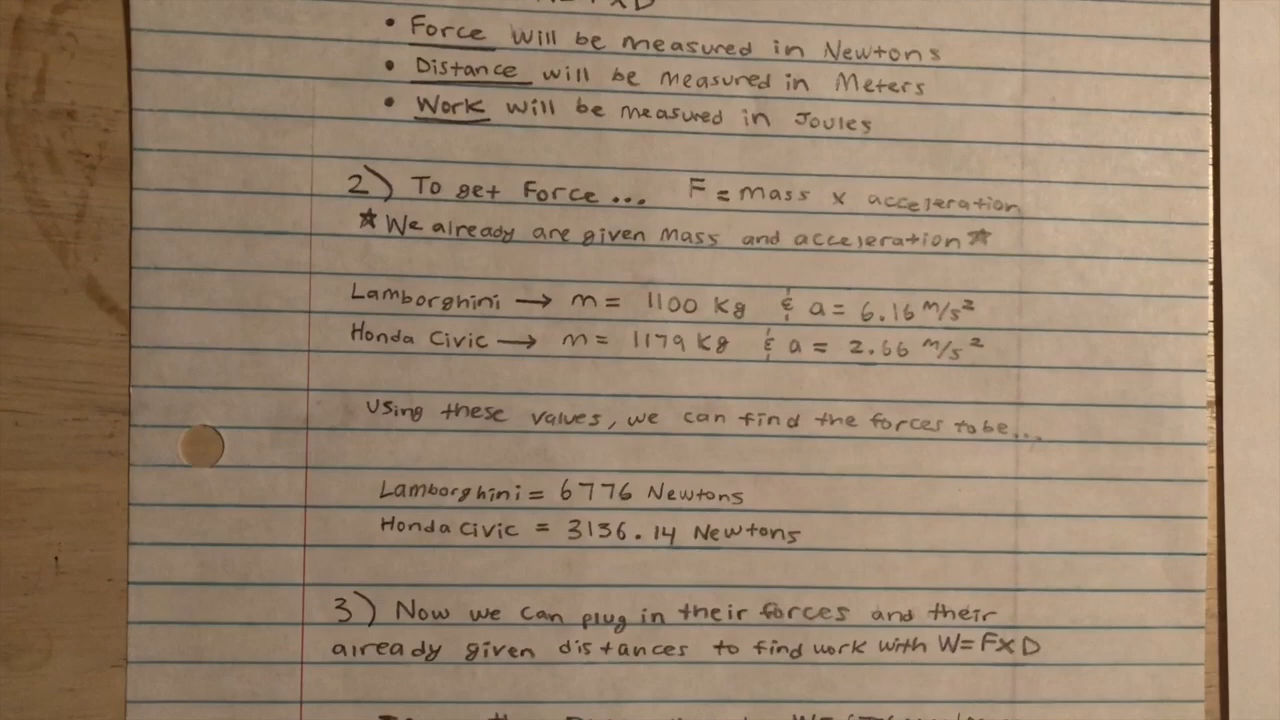 • Force will be measured in Newtons
• Distance will be measured in Meters
• Work will be measured in Joules
2) To get Force... F = mass x acceleration
☆ We already are given mass and acceleration ☆
Lamborghini → m = 1100 kg & a = 6.16 m/s²
Honda Civic → m = 1179 kg & a = 2.66 m/s²
Using these values, we can find the forces to be...
Lamborghini = 6776 Newtons
Honda Civic = 3136.14 Newtons
3) Now we can plug in their forces and their
already given distances to find work with W=FxD